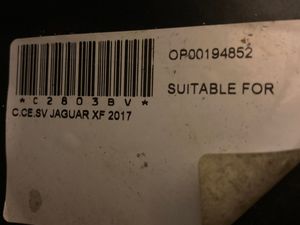 OP00194852
*C2803BV*
SUITABLE FOR
C.CE.SV JAGUAR XF 2017